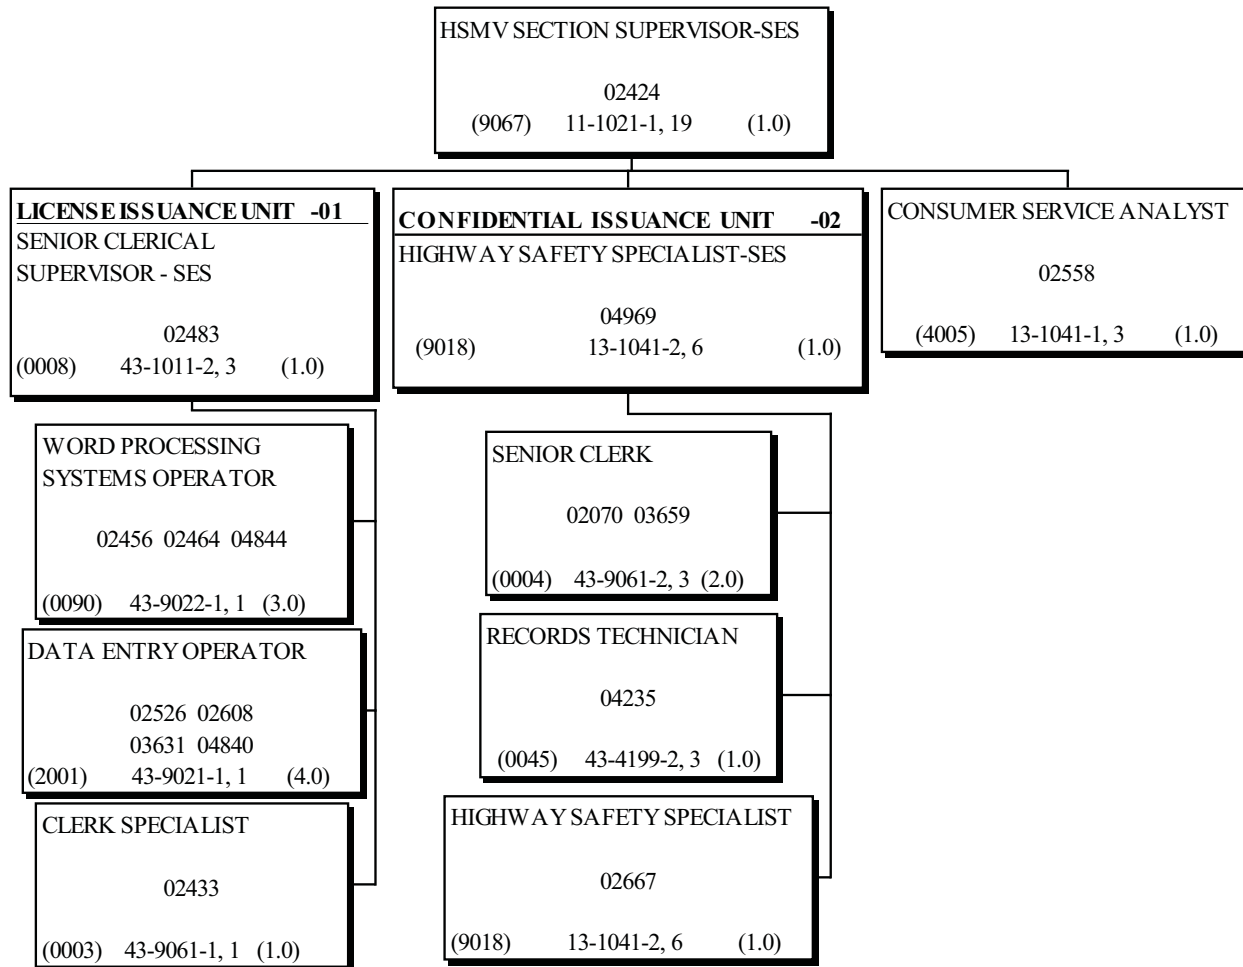 HSMV SECTION SUPERVISOR-SES
02424
(9067) 11-1021-1, 19 (1.0)
LICENSE ISSUANCE UNIT -01
SENIOR CLERICAL
SUPERVISOR - SES
02483
(0008) 43-1011-2, 3 (1.0)
CONFIDENTIAL ISSUANCE UNIT -02
HIGHWAY SAFETY SPECIALIST-SES
04969
(9018) 13-1041-2, 6 (1.0)
CONSUMER SERVICE ANALYST
02558
(4005) 13-1041-1, 3 (1.0)
WORD PROCESSING
SYSTEMS OPERATOR
02456 02464 04844
(0090) 43-9022-1, 1 (3.0)
DATA ENTRY OPERATOR
02526 02608
03631 04840
(2001) 43-9021-1, 1 (4.0)
CLERK SPECIALIST
02433
(0003) 43-9061-1, 1 (1.0)
SENIOR CLERK
02070 03659
(0004) 43-9061-2, 3 (2.0)
RECORDS TECHNICIAN
04235
(0045) 43-4199-2, 3 (1.0)
HIGHWAY SAFETY SPECIALIST
02667
(9018) 13-1041-2, 6 (1.0)